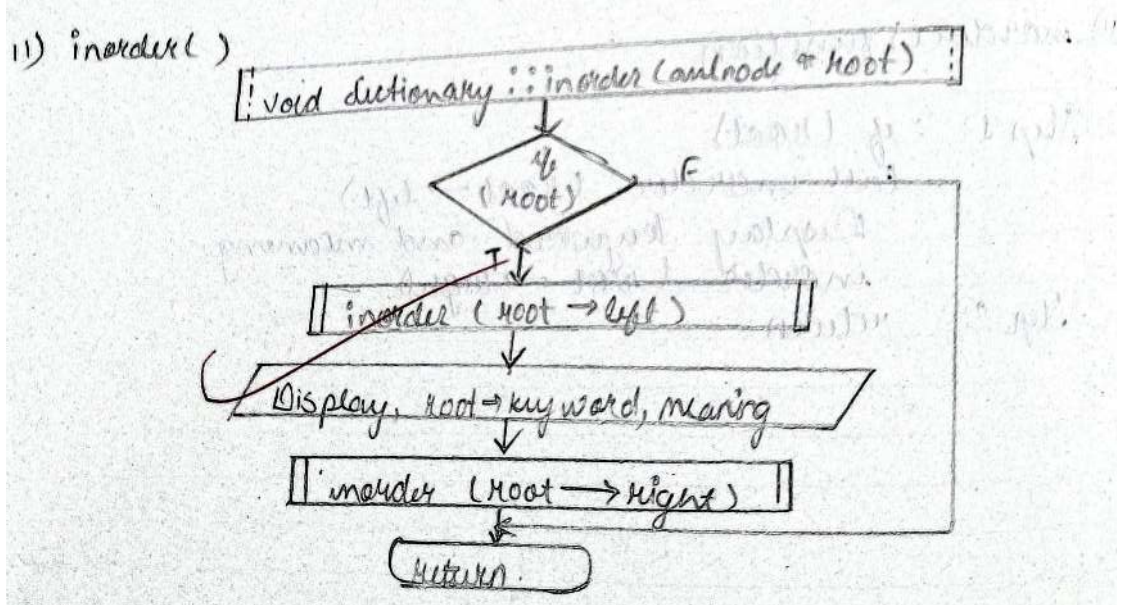 11) inorder( )
void dictionary :: inorder (avlnode * root)
if
(root)
F
T
inorder (root → left)
Display, root → keyword, meaning
inorder (root → right)
return.